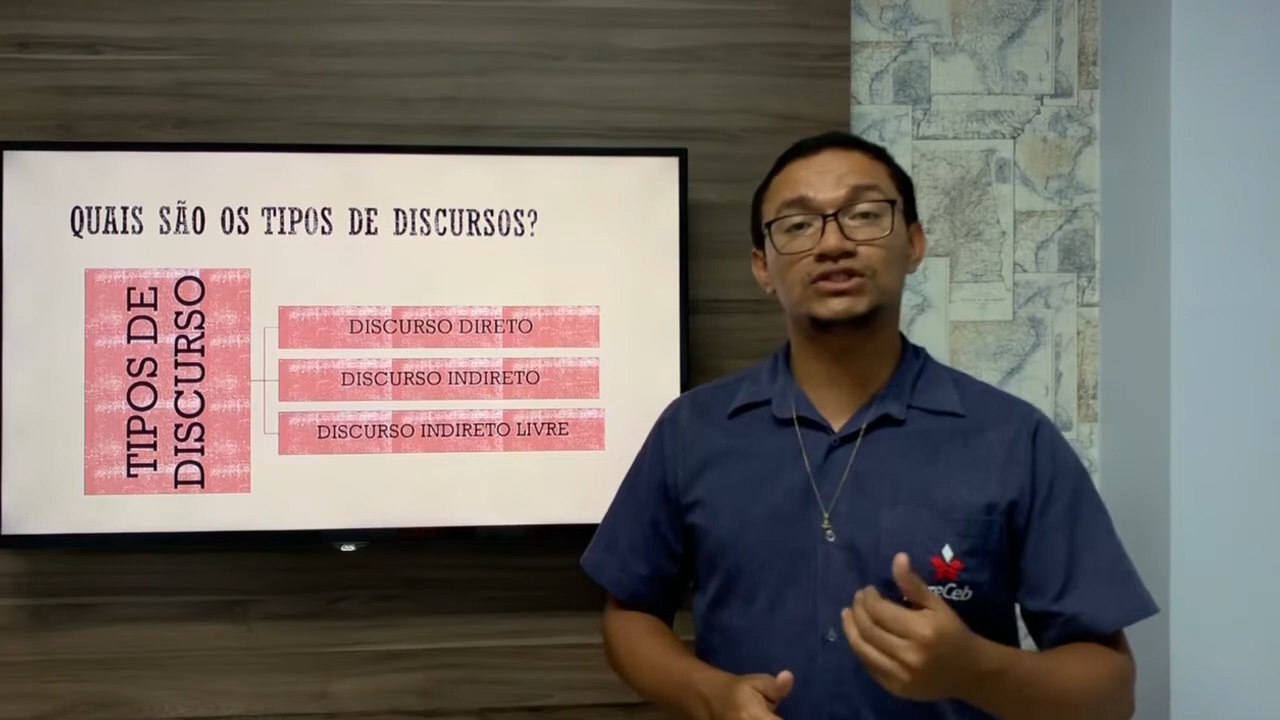 QUAIS SÃO OS TIPOS DE DISCURSOS?
TIPOS DE
DISCURSO
DISCURSO DIRETO
DISCURSO INDIRETO
DISCURSO INDIRETO LIVRE